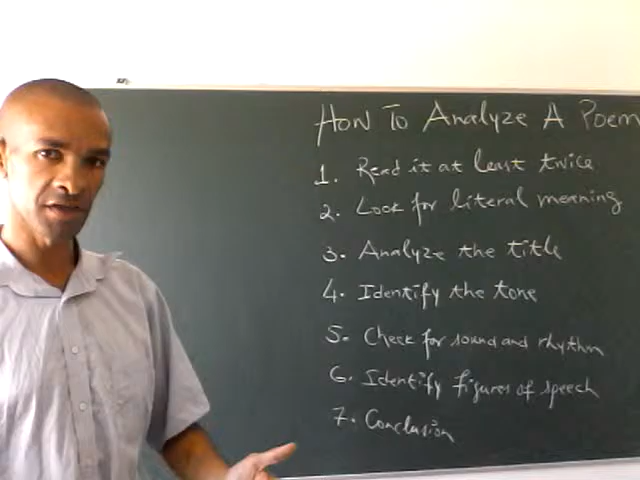 How To Analyze A Poem
1. Read it at least twice
2. Look for literal meaning
3. Analyze the title
4. Identify the tone
5. Check for sound and rhythm
6. Identify figures of speech
7. Conclusion